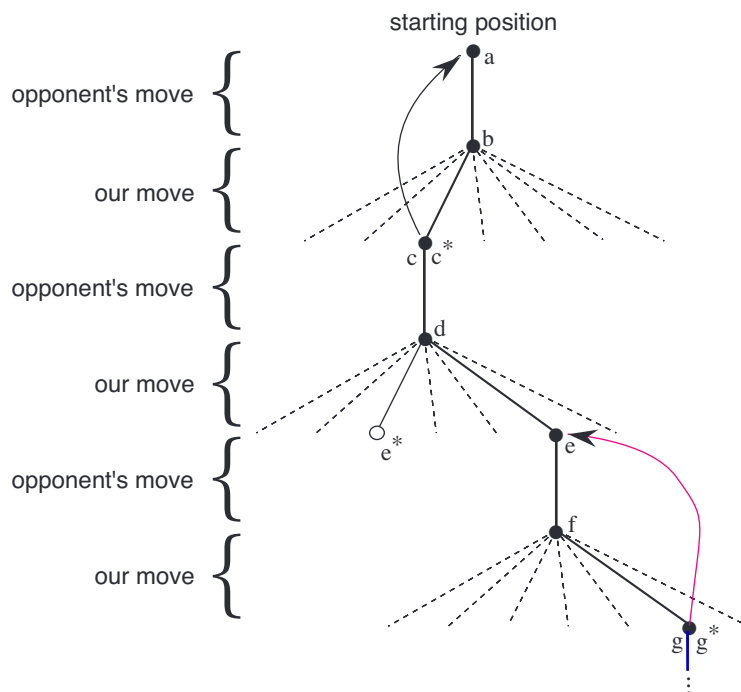 starting position
a
opponent's move
b
our move
c c*
opponent's move
d
our move
e*
e
opponent's move
f
our move
g g*